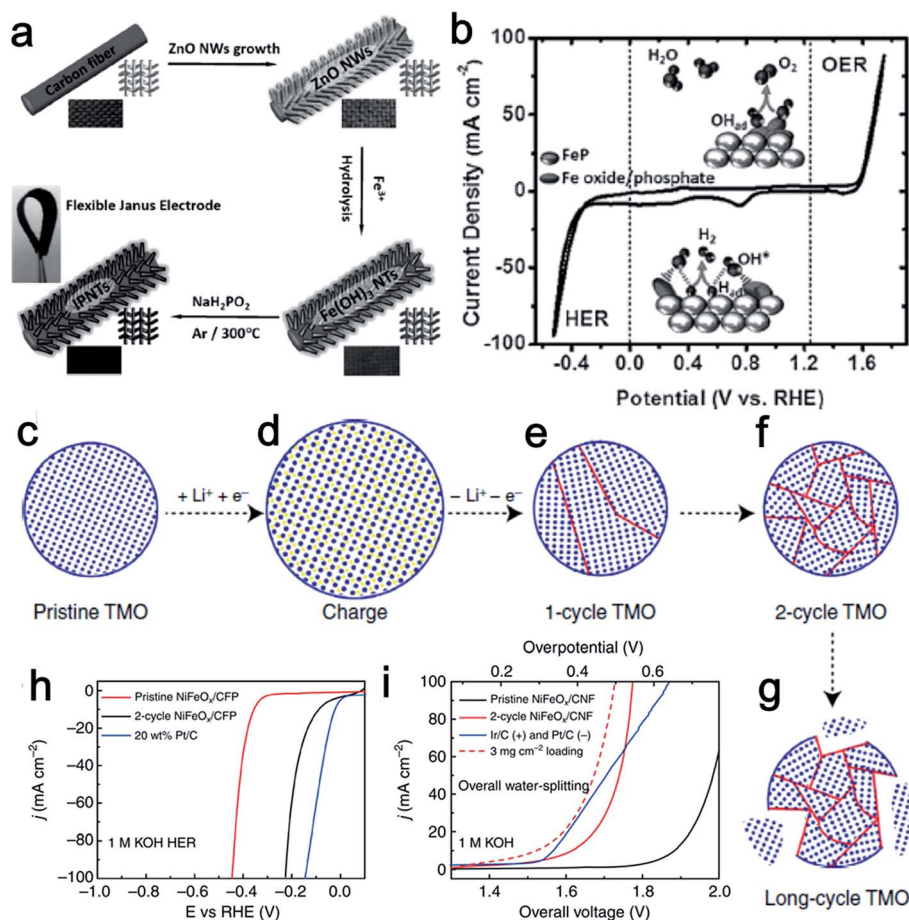 a
Carbon fiber
ZnO NWs growth
ZnO NWs
Fe³⁺
Hydrolysis
Flexible Janus Electrode
IPNTs
NaH₂PO₂
Ar / 300°C
Fe(OH)₃ NTs
b
Current Density (mA cm⁻²)
100
50
0
-50
-100
H₂O
O₂
OER
OHad
FeP
Fe oxide/phosphate
H₂
OH*
Had
HER
-0.4 0.0 0.4 0.8 1.2 1.6
Potential (V vs. RHE)
c
d
e
f
+ Li⁺ + e⁻
– Li⁺ – e⁻
Pristine TMO
Charge
1-cycle TMO
2-cycle TMO
h
j (mA cm⁻²)
0
−20
−40
−60
−80
−100
Pristine NiFeOx/CFP
2-cycle NiFeOx/CFP
20 wt% Pt/C
1 M KOH HER
−1.0 −0.8 −0.6 −0.4 −0.2 0.0
E vs RHE (V)
i
Overpotential (V)
0.1 0.2 0.3 0.4 0.5 0.6
j (mA cm⁻²)
100
80
60
40
20
0
Pristine NiFeOx/CNF
2-cycle NiFeOx/CNF
Ir/C (+) and Pt/C (–)
3 mg cm⁻² loading
Overall water-splitting
1 M KOH
1.4 1.6 1.8 2.0
Overall voltage (V)
g
Long-cycle TMO